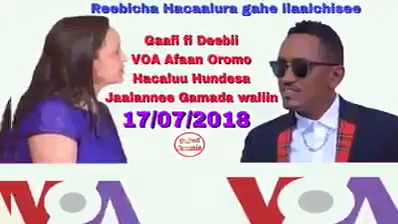 Reebicha Hacaalura gahe ilaalchisee
Gaafi fi Deebii
VOA Afaan Oromo
Hacaluu Hundesa
Jaalannee Gamada waliin
17/07/2018
VOA VOA